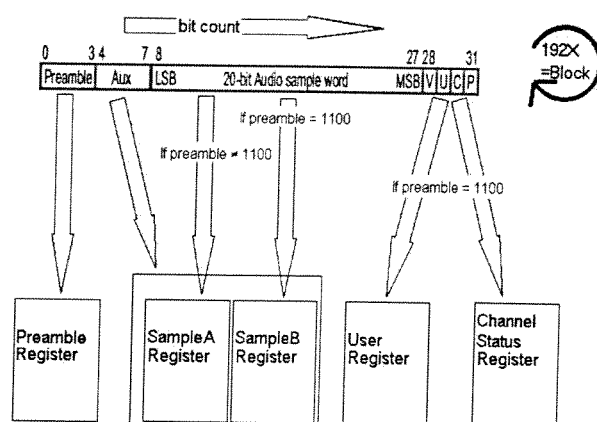 bit count
0 3 4 7 8 27 28 31
Preamble Aux LSB 20-bit Audio sample word MSB V U C P
192X
=Block
If preamble = 1100
If preamble ≠ 1100
If preamble = 1100
Preamble
Register
SampleA
Register
SampleB
Register
User
Register
Channel
Status
Register